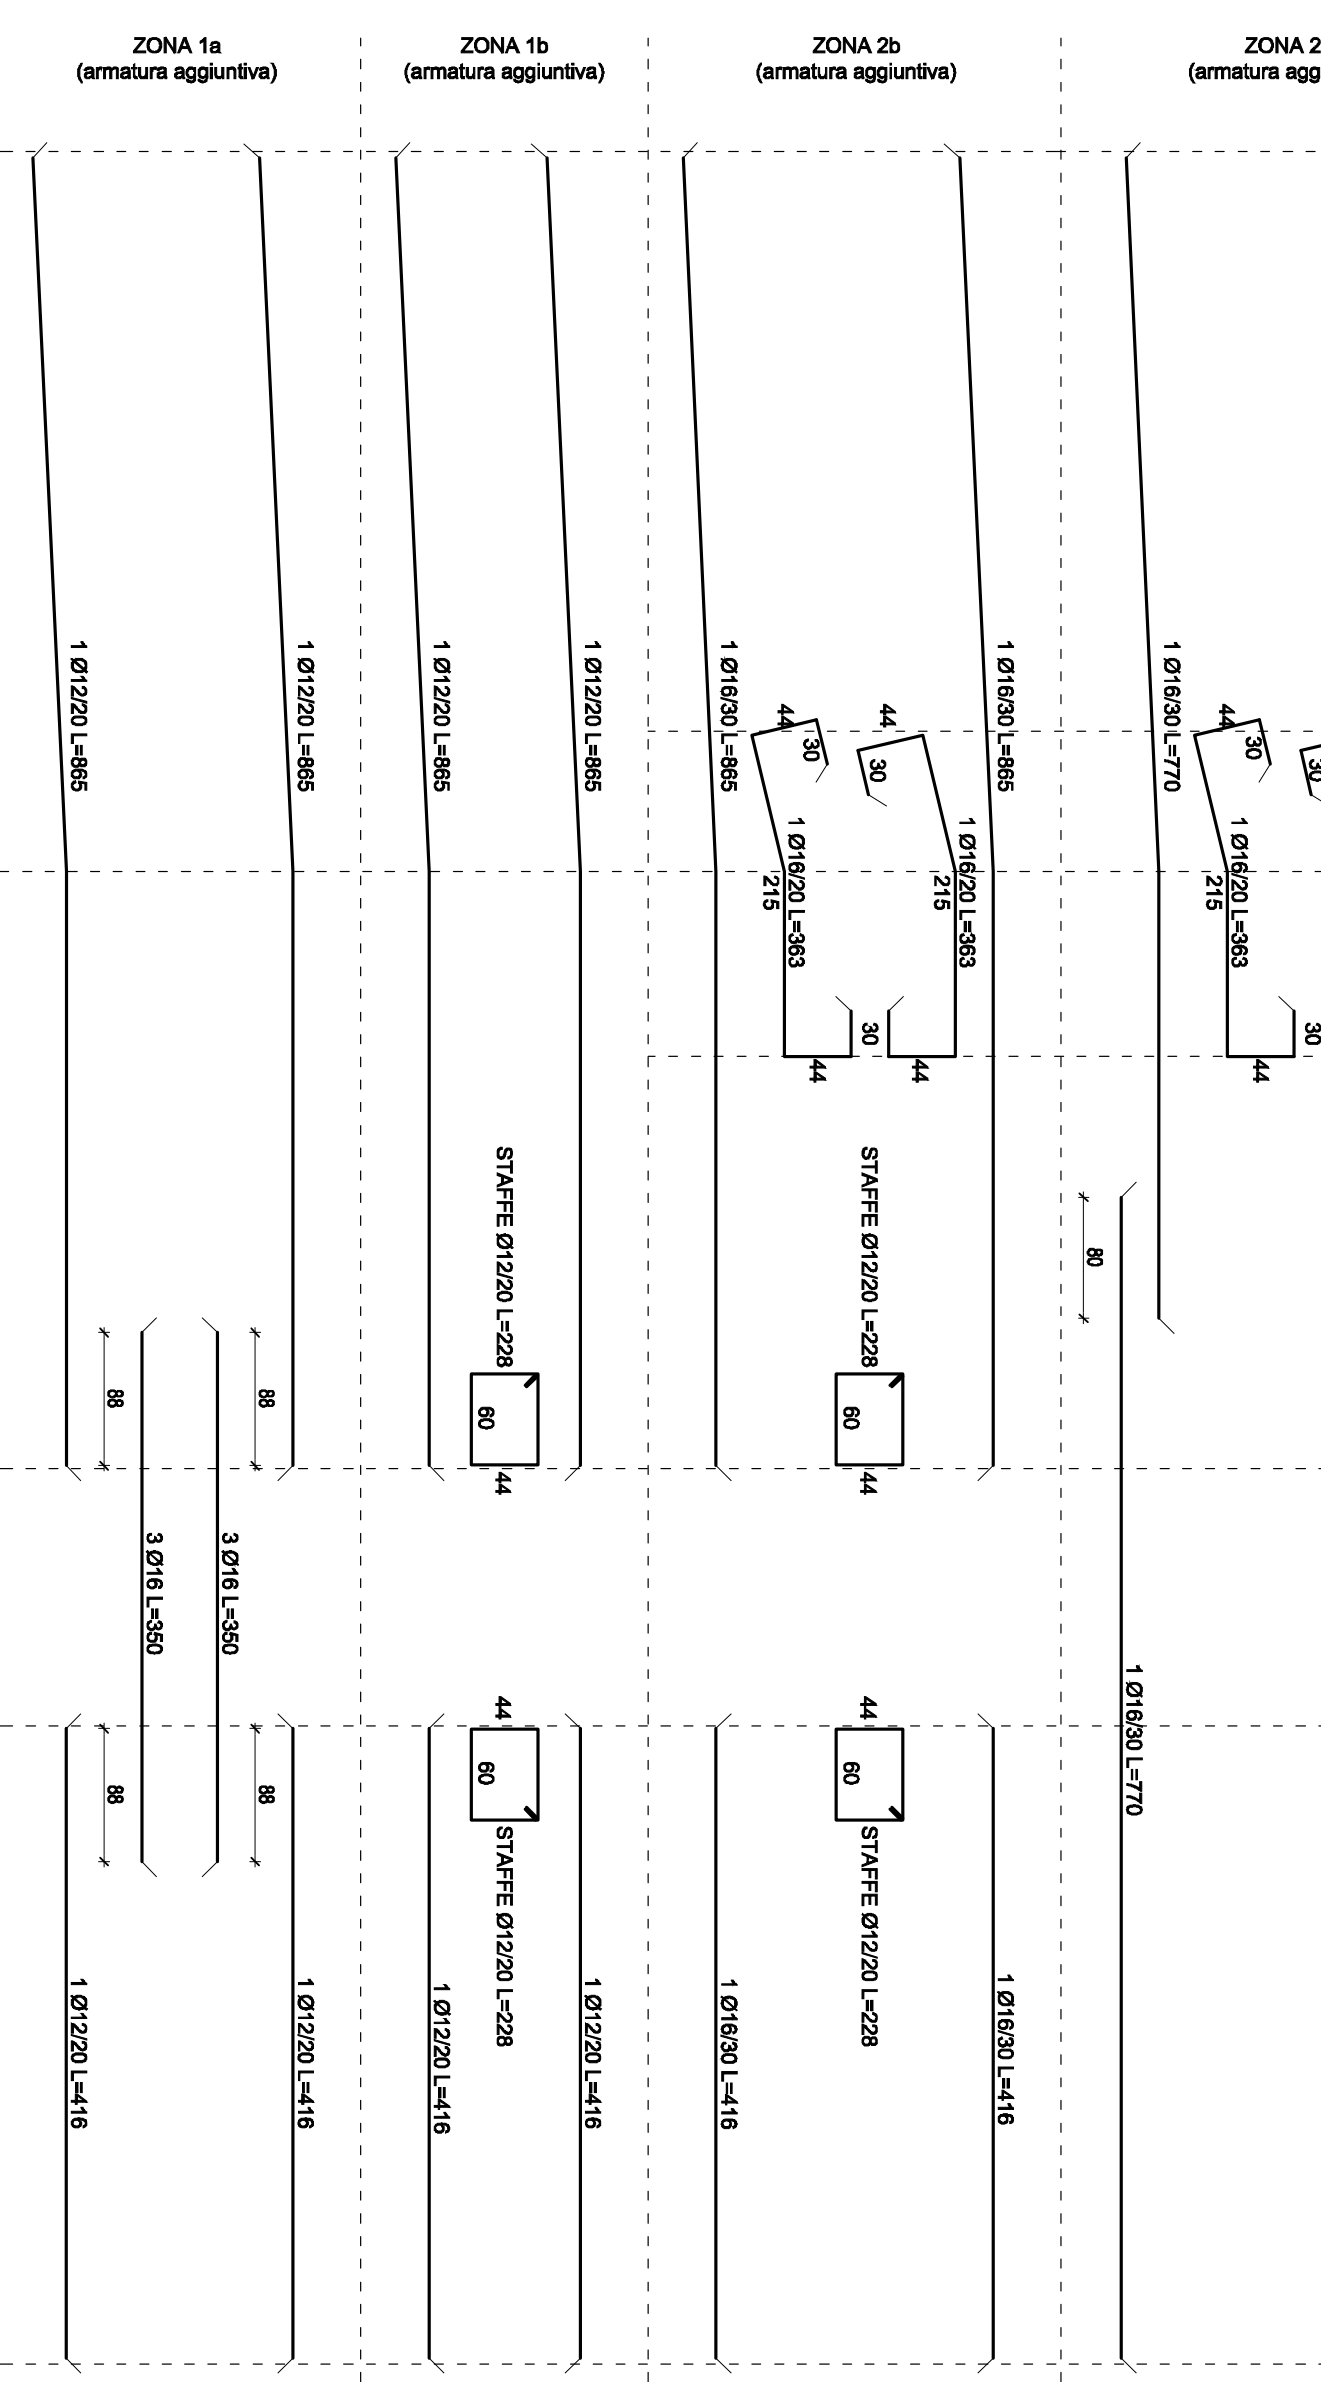 ZONA 1a
(armatura aggiuntiva)
ZONA 1b
(armatura aggiuntiva)
ZONA 2b
(armatura aggiuntiva)
ZONA 2
(armatura agg
1 Ø12/20 L=865
1 Ø12/20 L=865
1 Ø12/20 L=865
1 Ø12/20 L=865
1 Ø16/30 L=865
1 Ø16/30 L=865
1 Ø16/30 L=770
44
30
44
30
44
30
30
1 Ø16/20 L=363
215
1 Ø16/20 L=363
215
1 Ø16/20 L=363
215
30
44
44
30
44
STAFFE Ø12/20 L=228
60
44
STAFFE Ø12/20 L=228
60
44
80
88
88
3 Ø16 L=350
3 Ø16 L=350
1 Ø16/30 L=770
88
88
44
60
STAFFE Ø12/20 L=228
44
60
STAFFE Ø12/20 L=228
1 Ø12/20 L=416
1 Ø12/20 L=416
1 Ø12/20 L=416
1 Ø12/20 L=416
1 Ø16/30 L=416
1 Ø16/30 L=416